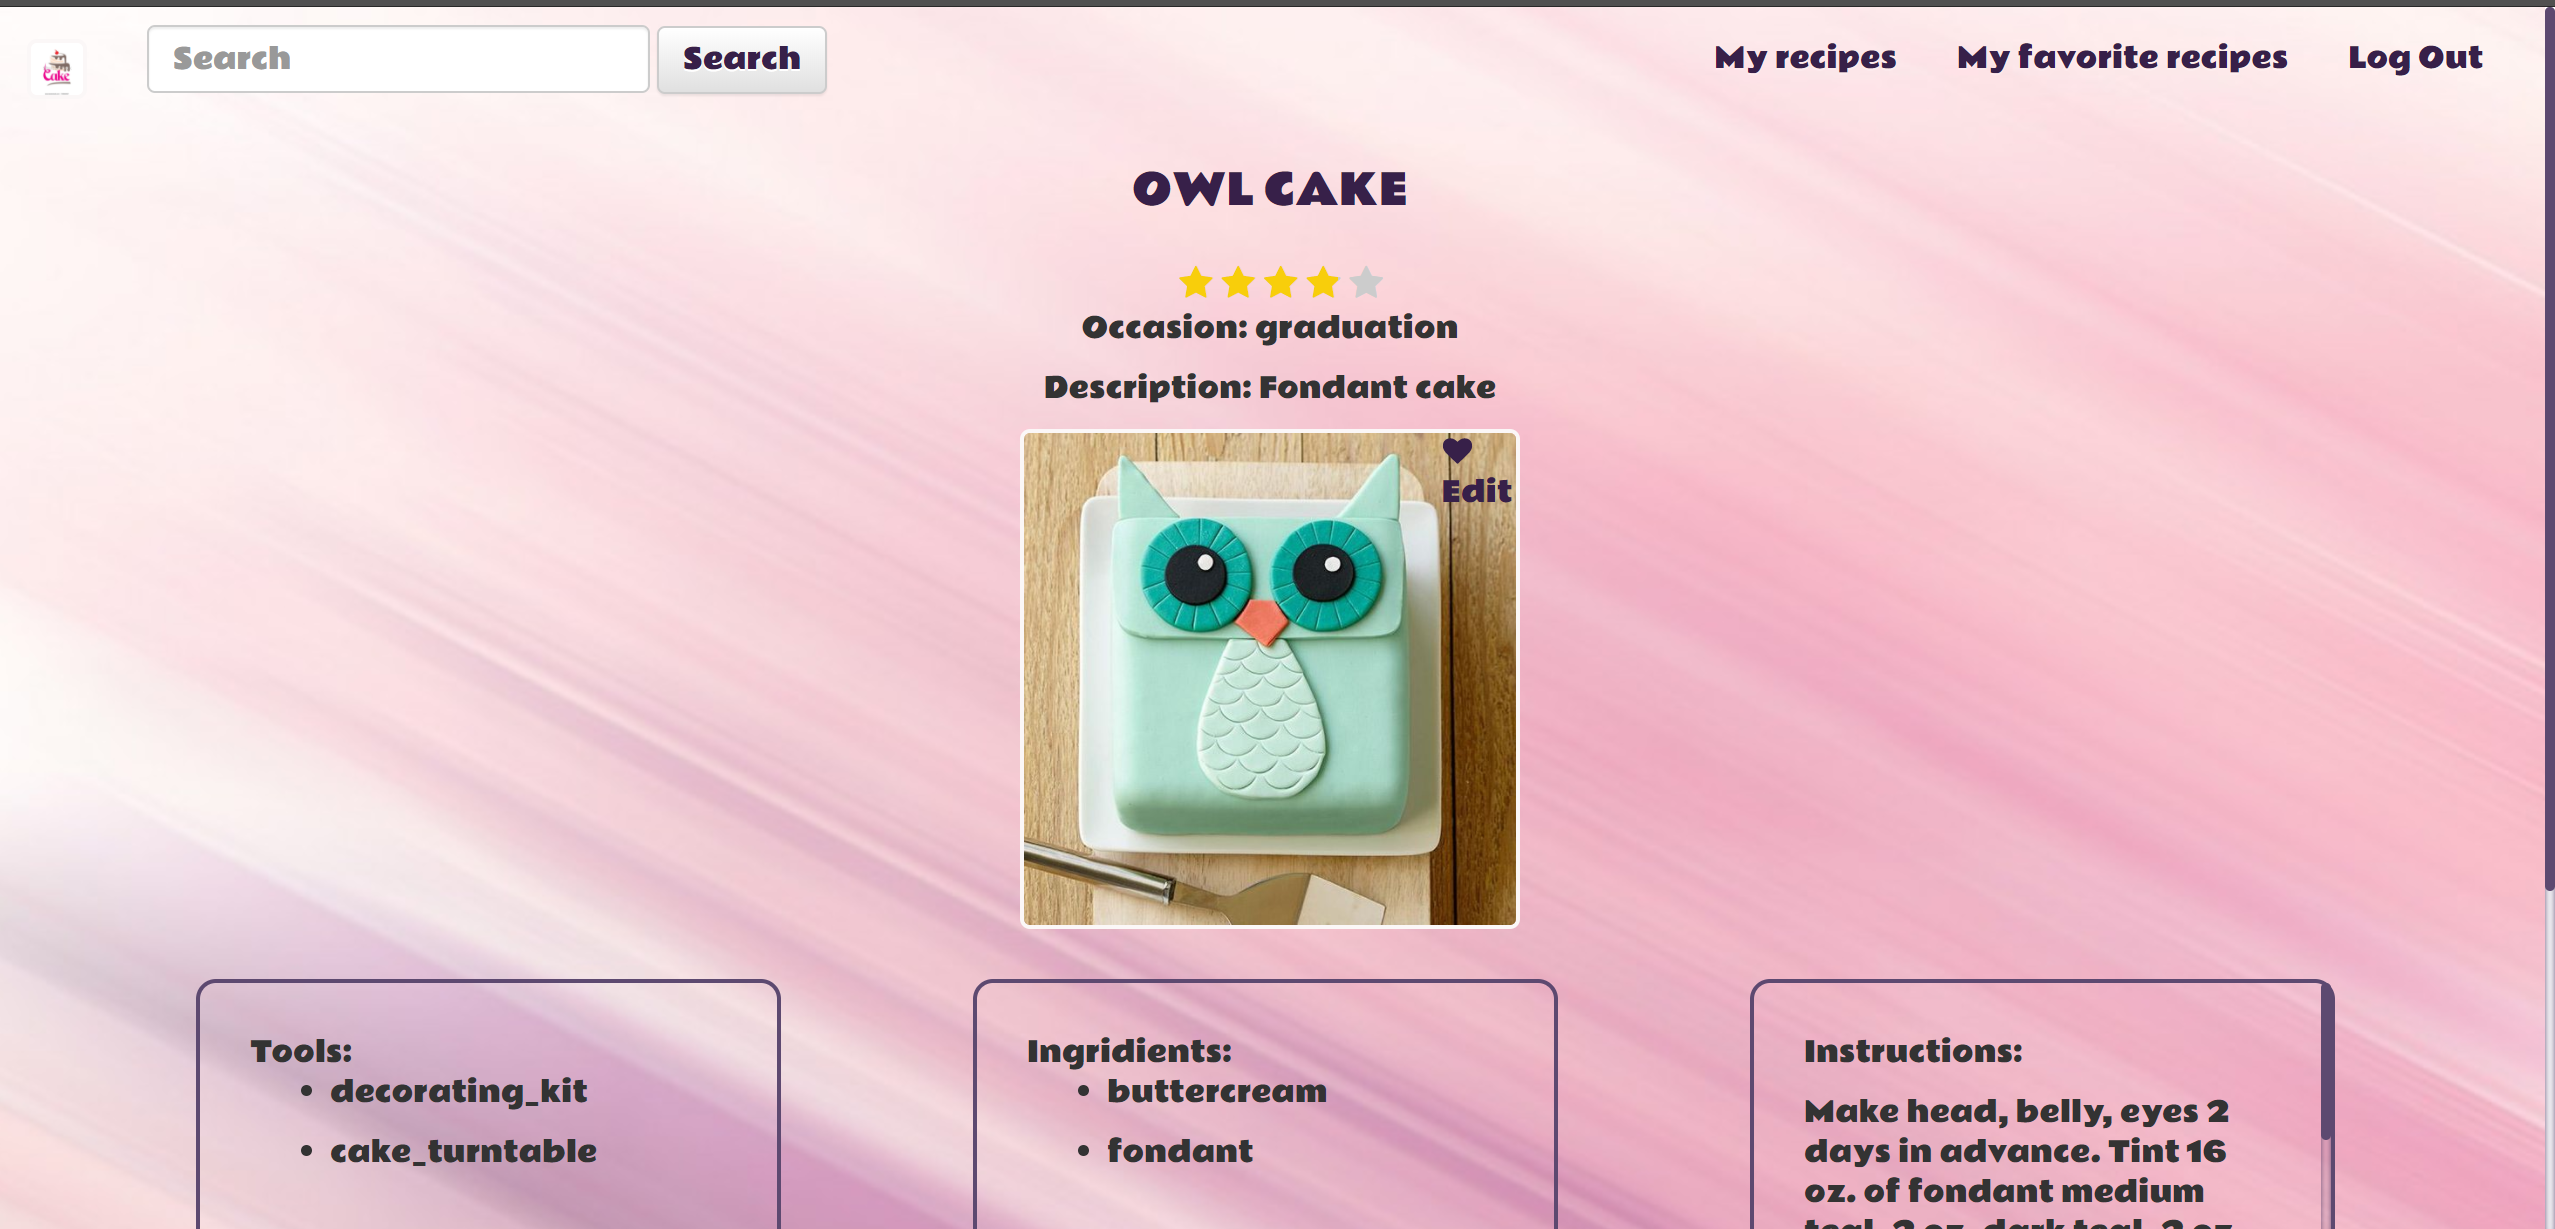 Cake
Search
Search
My recipes
My favorite recipes
Log Out
OWL CAKE
Occasion: graduation
Description: Fondant cake
Edit
Tools:
decorating_kit
cake_turntable
Ingridients:
buttercream
fondant
Instructions:
Make head, belly, eyes 2
days in advance. Tint 16
oz. of fondant medium